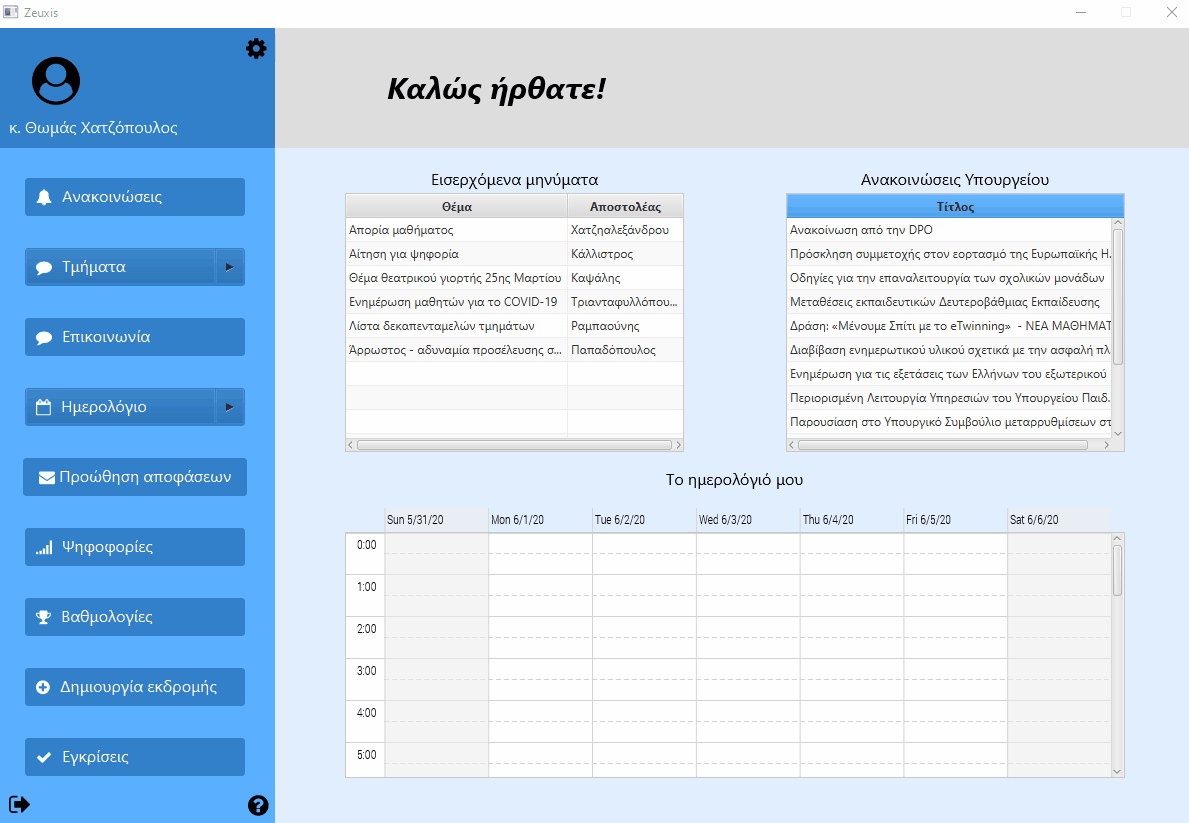 Zeuxis
κ. Θωμάς Χατζόπουλος
Ανακοινώσεις
Τμήματα
Επικοινωνία
Ημερολόγιο
Προώθηση αποφάσεων
Ψηφοφορίες
Βαθμολογίες
Δημιουργία εκδρομής
Εγκρίσεις
Καλώς ήρθατε!
Εισερχόμενα μηνύματα
Θέμα Αποστολέας
Απορία μαθήματος Χατζηαλεξάνδρου
Αίτηση για ψηφορία Κάλλιστρος
Θέμα θεατρικού γιορτής 25ης Μαρτίου Καψάλης
Ενημέρωση μαθητών για το COVID-19 Τριανταφυλλόπου...
Λίστα δεκαπενταμελών τμημάτων Ραμπαούνης
Άρρωστος - αδυναμία προσέλευσης σ... Παπαδόπουλος
Ανακοινώσεις Υπουργείου
Τίτλος
Ανακοίνωση από την DPO
Πρόσκληση συμμετοχής στον εορτασμό της Ευρωπαϊκής Η.
Οδηγίες για την επαναλειτουργία των σχολικών μονάδων
Μεταθέσεις εκπαιδευτικών Δευτεροβάθμιας Εκπαίδευσης
Δράση: «Μένουμε Σπίτι με το eTwinning» - ΝΕΑ ΜΑΘΗΜΑΤ
Διαβίβαση ενημερωτικού υλικού σχετικά με την ασφαλή πλ
Ενημέρωση για τις εξετάσεις των Ελλήνων του εξωτερικού
Περιορισμένη Λειτουργία Υπηρεσιών του Υπουργείου Παιδ.
Παρουσίαση στο Υπουργικό Συμβούλιο μεταρρυθμίσεων στ
Το ημερολόγιό μου
Sun 5/31/20 Mon 6/1/20 Tue 6/2/20 Wed 6/3/20 Thu 6/4/20 Fri 6/5/20 Sat 6/6/20
0:00
1:00
2:00
3:00
4:00
5:00